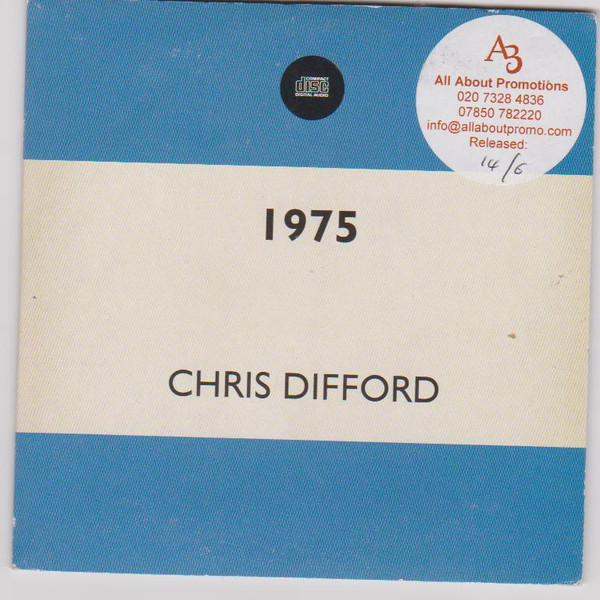 COMPACT
disc
DIGITAL AUDIO
A3
All About Promotions
020 7328 4836
07850 782220
info@allaboutpromo.com
Released:
14/6
1975
CHRIS DIFFORD